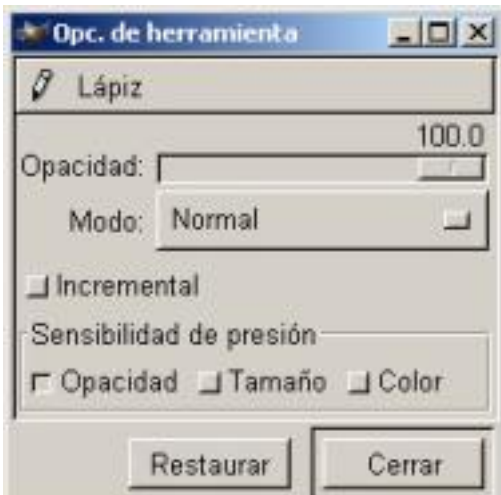 Opc. de herramienta
Lápiz
100.0
Opacidad:
Modo: Normal
Incremental
Sensibilidad de presión
Opacidad Tamaño Color
Restaurar Cerrar